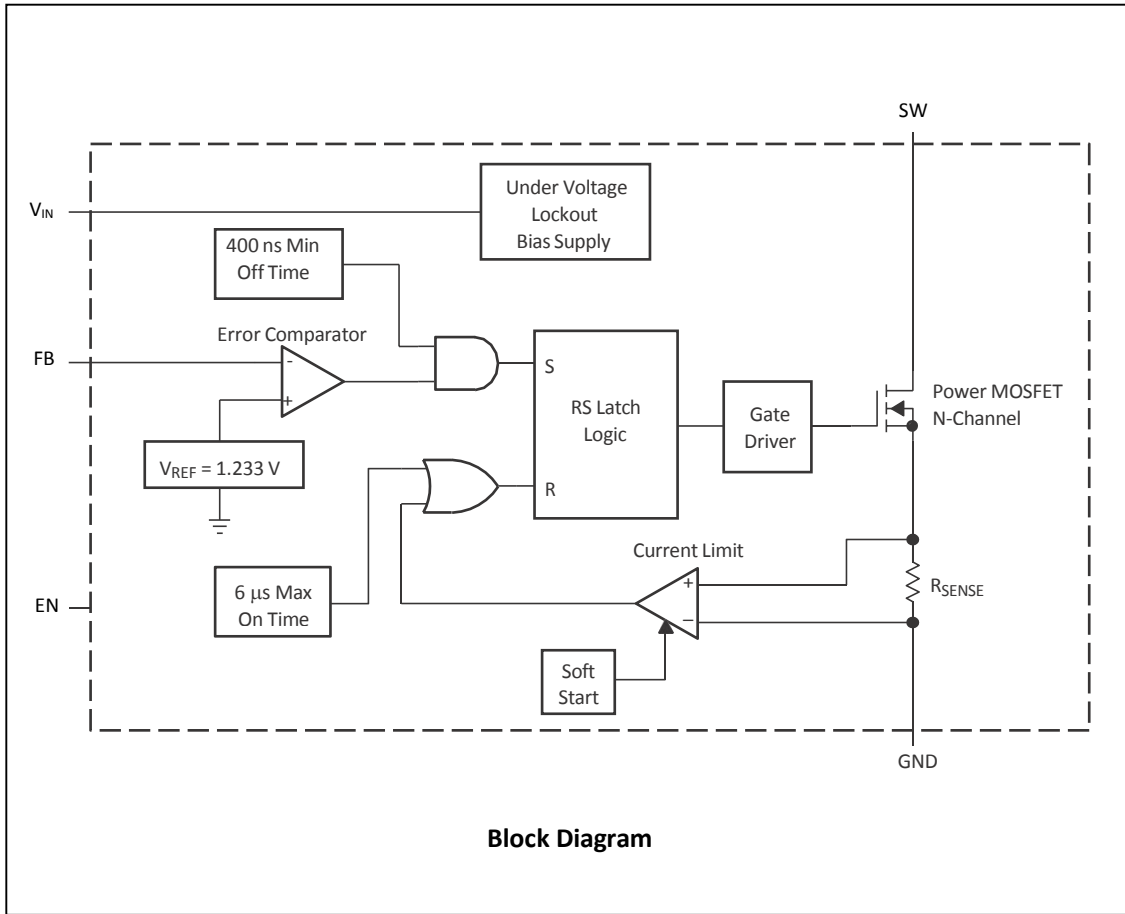 SW
Under Voltage
Lockout
Bias Supply
VIN
400 ns Min
Off Time
Error Comparator
FB
-
+
S
RS Latch
Logic
Gate
Driver
Power MOSFET
N-Channel
VREF = 1.233 V
R
Current Limit
+
−
RSENSE
EN
6 μs Max
On Time
Soft
Start
GND
Block Diagram